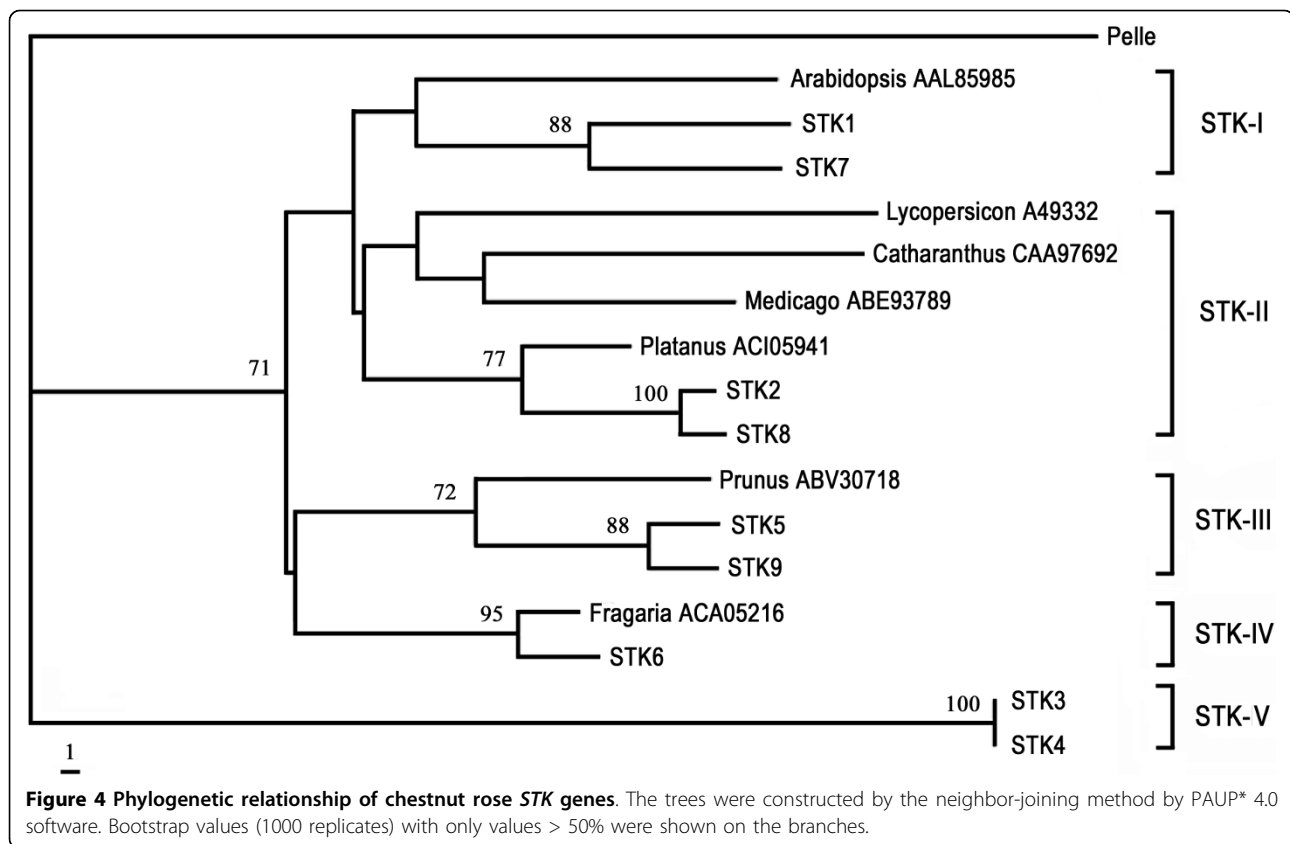 Pelle
Arabidopsis AAL85985
88
STK1
STK7
STK-I
Lycopersicon A49332
Catharanthus CAA97692
Medicago ABE93789
77
Platanus ACI05941
100
STK2
STK8
STK-II
71
72
Prunus ABV30718
88
STK5
STK9
STK-III
95
Fragaria ACA05216
STK6
STK-IV
100
STK3
STK4
STK-V
1
Figure 4 Phylogenetic relationship of chestnut rose STK genes. The trees were constructed by the neighbor-joining method by PAUP* 4.0
software. Bootstrap values (1000 replicates) with only values > 50% were shown on the branches.